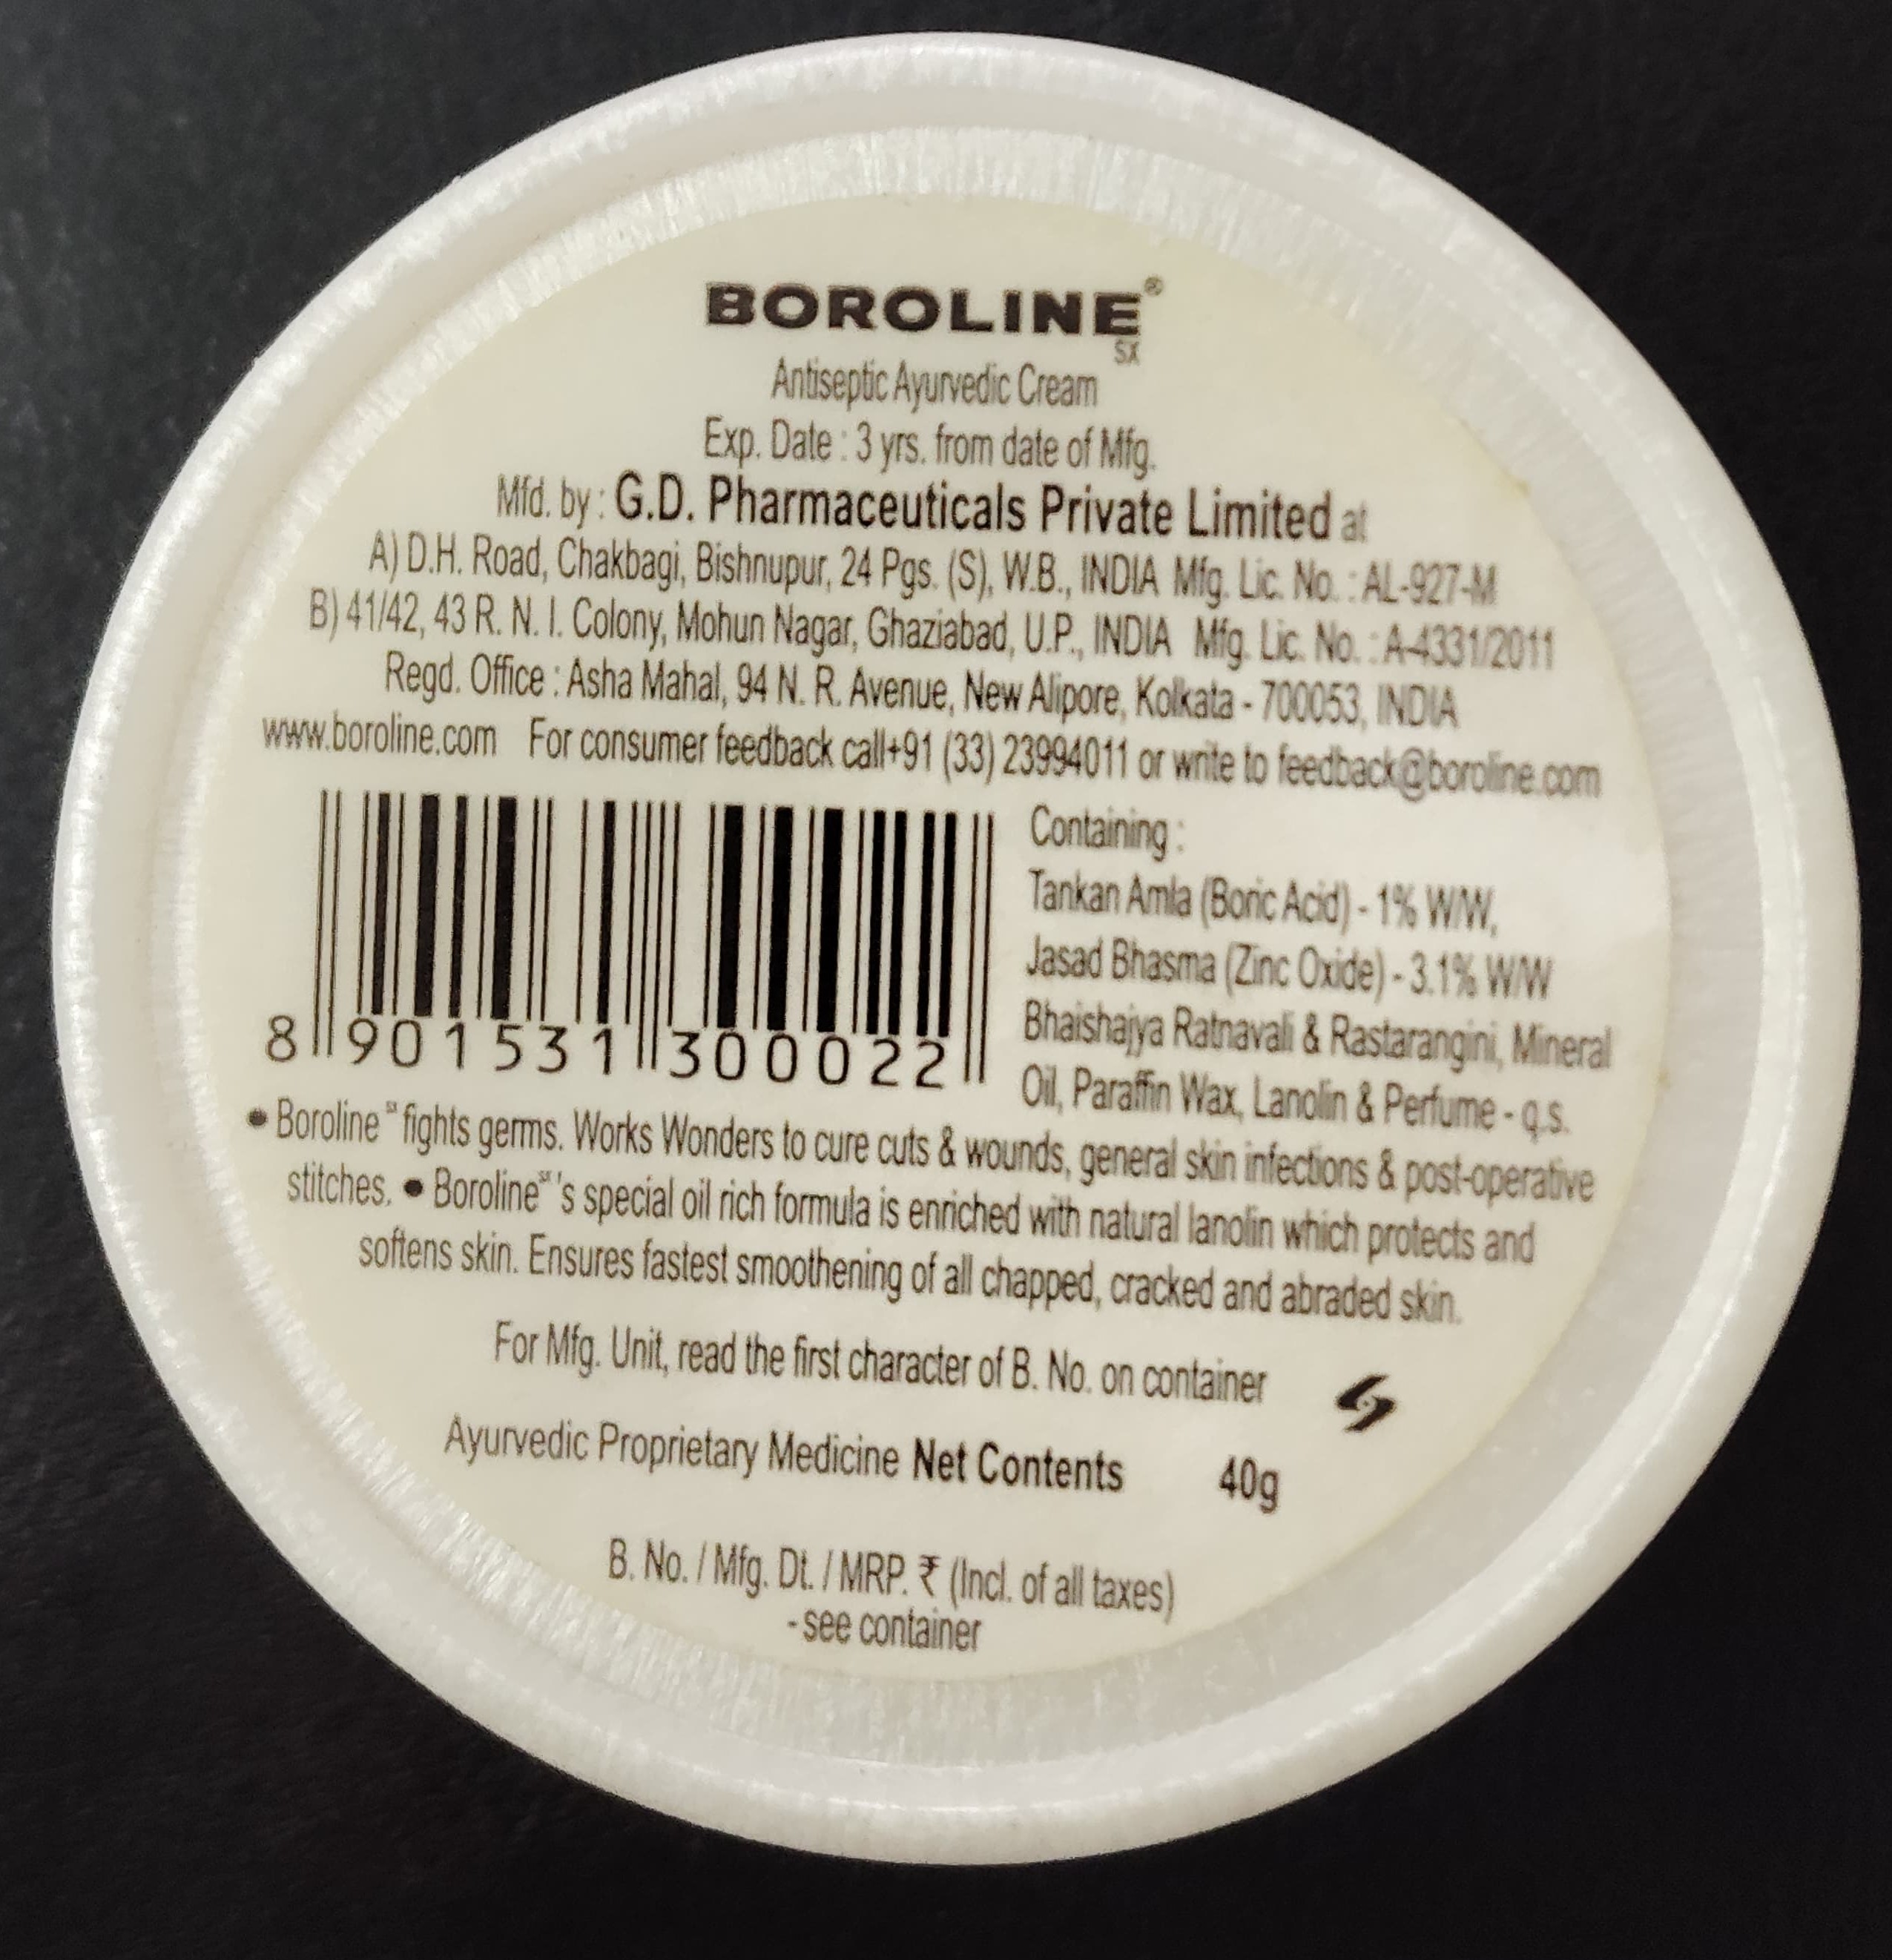 BOROLINE®
SX
Antiseptic Ayurvedic Cream
Exp. Date : 3 yrs. from date of Mfg.
Mfd. by : G.D. Pharmaceuticals Private Limited at
A) D.H. Road, Chakbagi, Bishnupur, 24 Pgs. (S), W.B., INDIA Mfg. Lic. No. : AL-927-M
B) 41/42, 43 R. N. I. Colony, Mohun Nagar, Ghaziabad, U.P., INDIA Mfg. Lic. No. : A-4331/2011
Regd. Office : Asha Mahal, 94 N. R. Avenue, New Alipore, Kolkata - 700053, INDIA
www.boroline.com For consumer feedback call+91 (33) 23994011 or write to feedback@boroline.com
Containing :
Tankan Amla (Boric Acid) - 1% W/W,
Jasad Bhasma (Zinc Oxide) - 3.1% W/W
Bhaishajya Ratnavali & Rastarangini, Mineral
Oil, Paraffin Wax, Lanolin & Perfume - q.s.
8 901531 300022
• Boroline SX fights germs. Works Wonders to cure cuts & wounds, general skin infections & post-operative
stitches. • Boroline SX's special oil rich formula is enriched with natural lanolin which protects and
softens skin. Ensures fastest smoothening of all chapped, cracked and abraded skin.
For Mfg. Unit, read the first character of B. No. on container
Ayurvedic Proprietary Medicine Net Contents 40g
B. No. / Mfg. Dt. / MRP. ₹ (Incl. of all taxes)
- see container